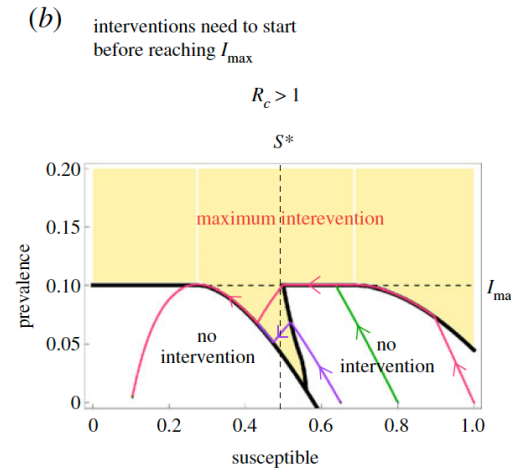 (b) interventions need to start
before reaching Imax
Rc > 1
S*
0.20
0.15
0.10
0.05
0
prevalence
maximum interevention
Imax
no
intervention
no
intervention
0 0.2 0.4 0.6 0.8 1.0
susceptible